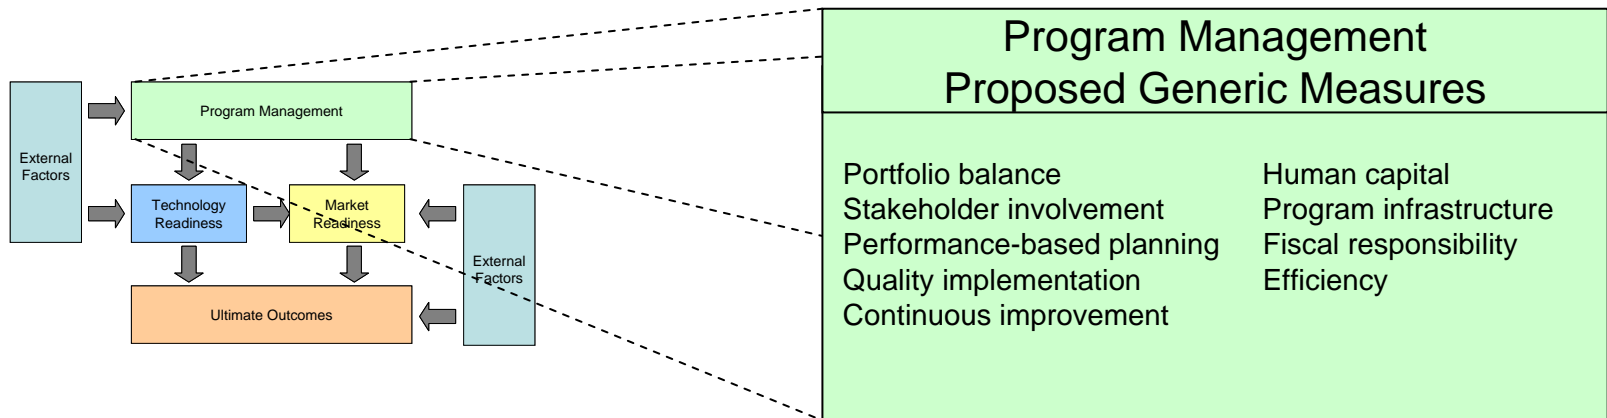 Program Management
External
Factors
Technology
Readiness
Market
Readiness
External
Factors
Ultimate Outcomes
Program Management
Proposed Generic Measures
Portfolio balance
Stakeholder involvement
Performance-based planning
Quality implementation
Continuous improvement
Human capital
Program infrastructure
Fiscal responsibility
Efficiency